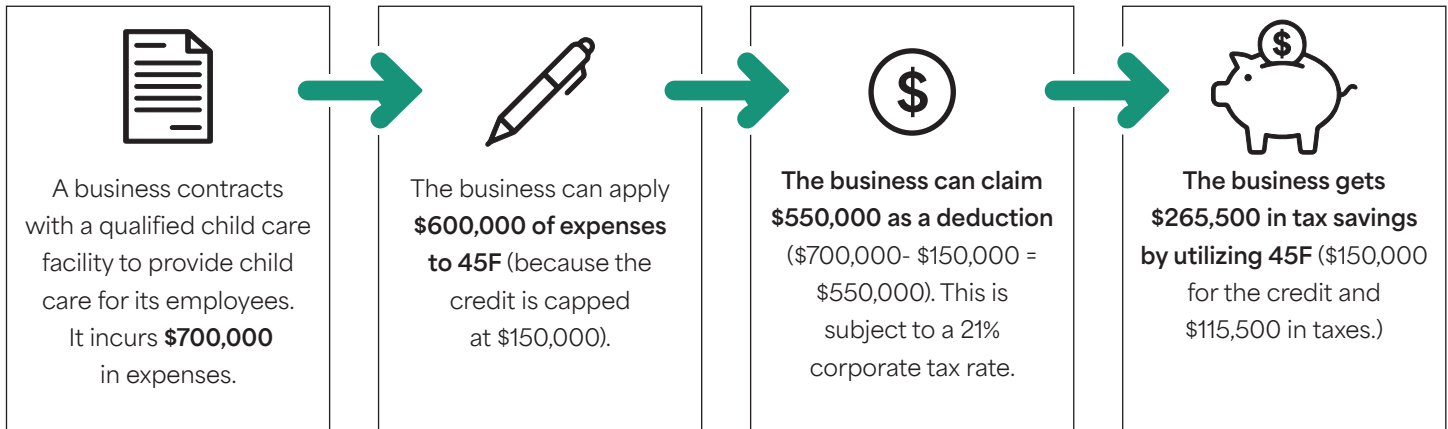 A business contracts
with a qualified child care
facility to provide child
care for its employees.
It incurs $700,000
in expenses.
The business can apply
$600,000 of expenses
to 45F (because the
credit is capped
at $150,000).
$
The business can claim
$550,000 as a deduction
($700,000- $150,000 =
$550,000). This is
subject to a 21%
corporate tax rate.
$
The business gets
$265,500 in tax savings
by utilizing 45F ($150,000
for the credit and
$115,500 in taxes.)